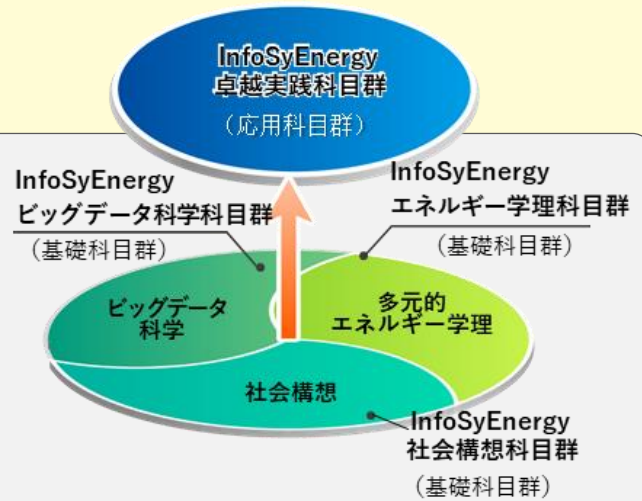 InfoSyEnergy
卓越実践科目群
（応用科目群）
InfoSyEnergy
ビッグデータ科学科目群
（基礎科目群）
InfoSyEnergy
エネルギー学理科目群
（基礎科目群）
ビッグデータ
科学
多元的
エネルギー学理
社会構想
InfoSyEnergy
社会構想科目群
（基礎科目群）